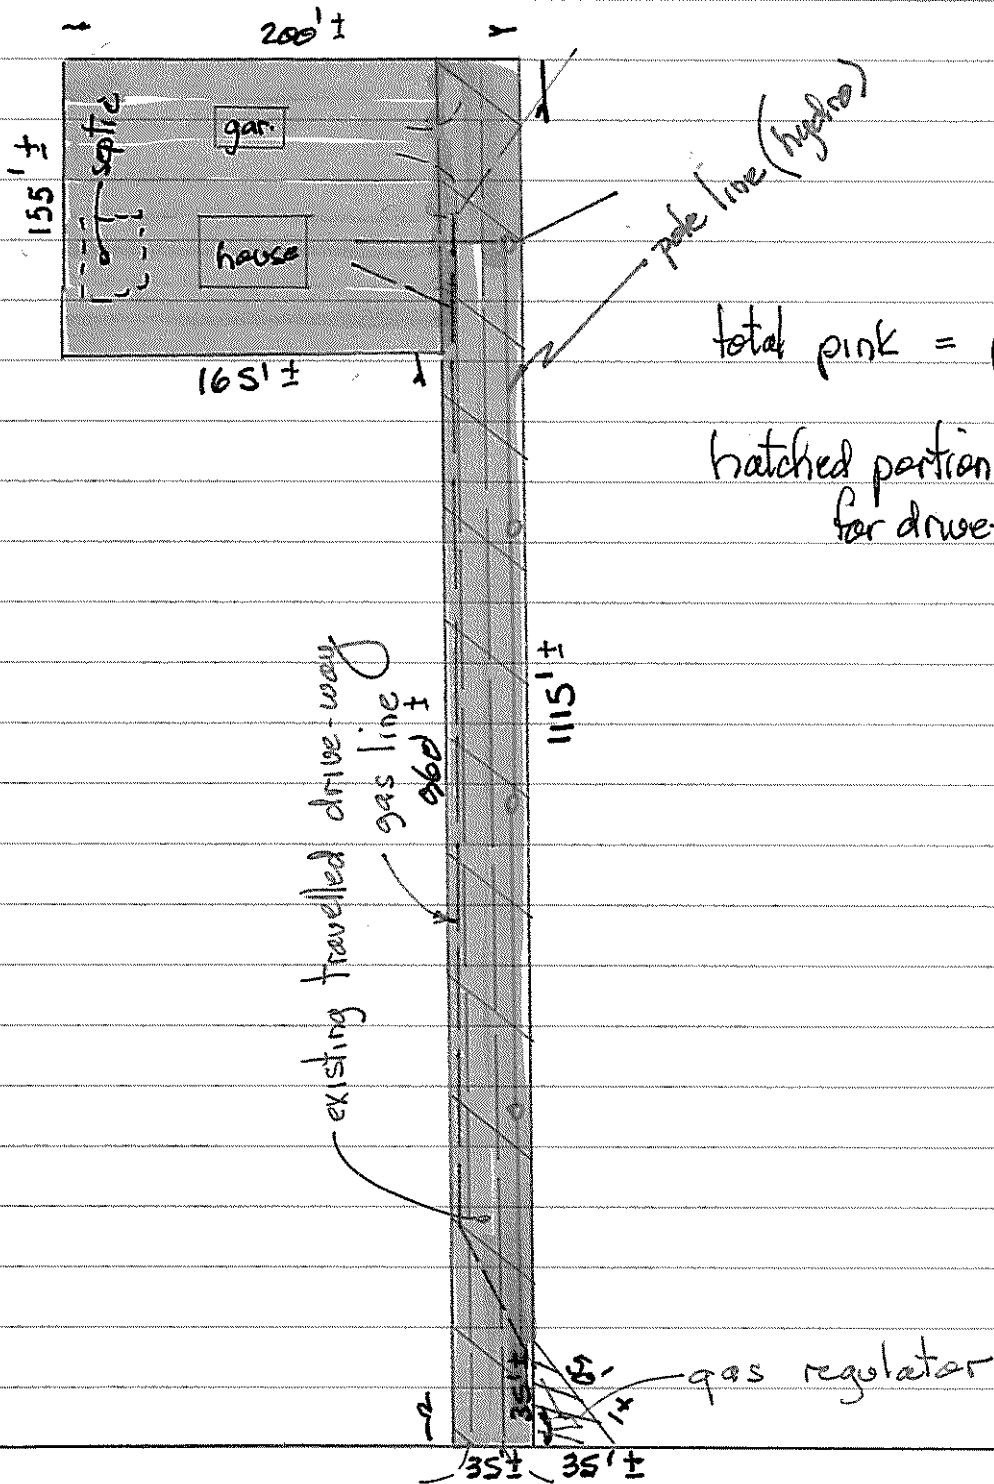 200'±
155'±
septic
gar.
house
165'±
pole line (hydro)
total pink =
hatched portion
for drive-
1115'±
existing travelled drive-way
gas line
960'±
35'±
gas regulator
35'± 35'±